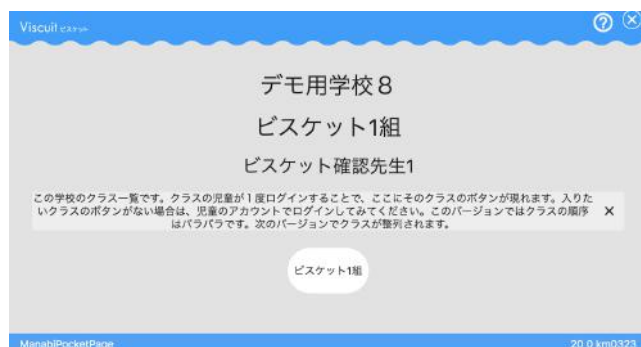 Viscuit ビスケット
デモ用学校8
ビスケット1組
ビスケット確認先生1
この学校のクラス一覧です。クラスの児童が1度ログインすることで、ここにそのクラスのボタンが現れます。入りた
いクラスのボタンがない場合は、児童のアカウントでログインしてみてください。このバージョンではクラスの順序
はバラバラです。次のバージョンでクラスが整列されます。
ビスケット1組
ManabiPocketPage
20.0 km0323